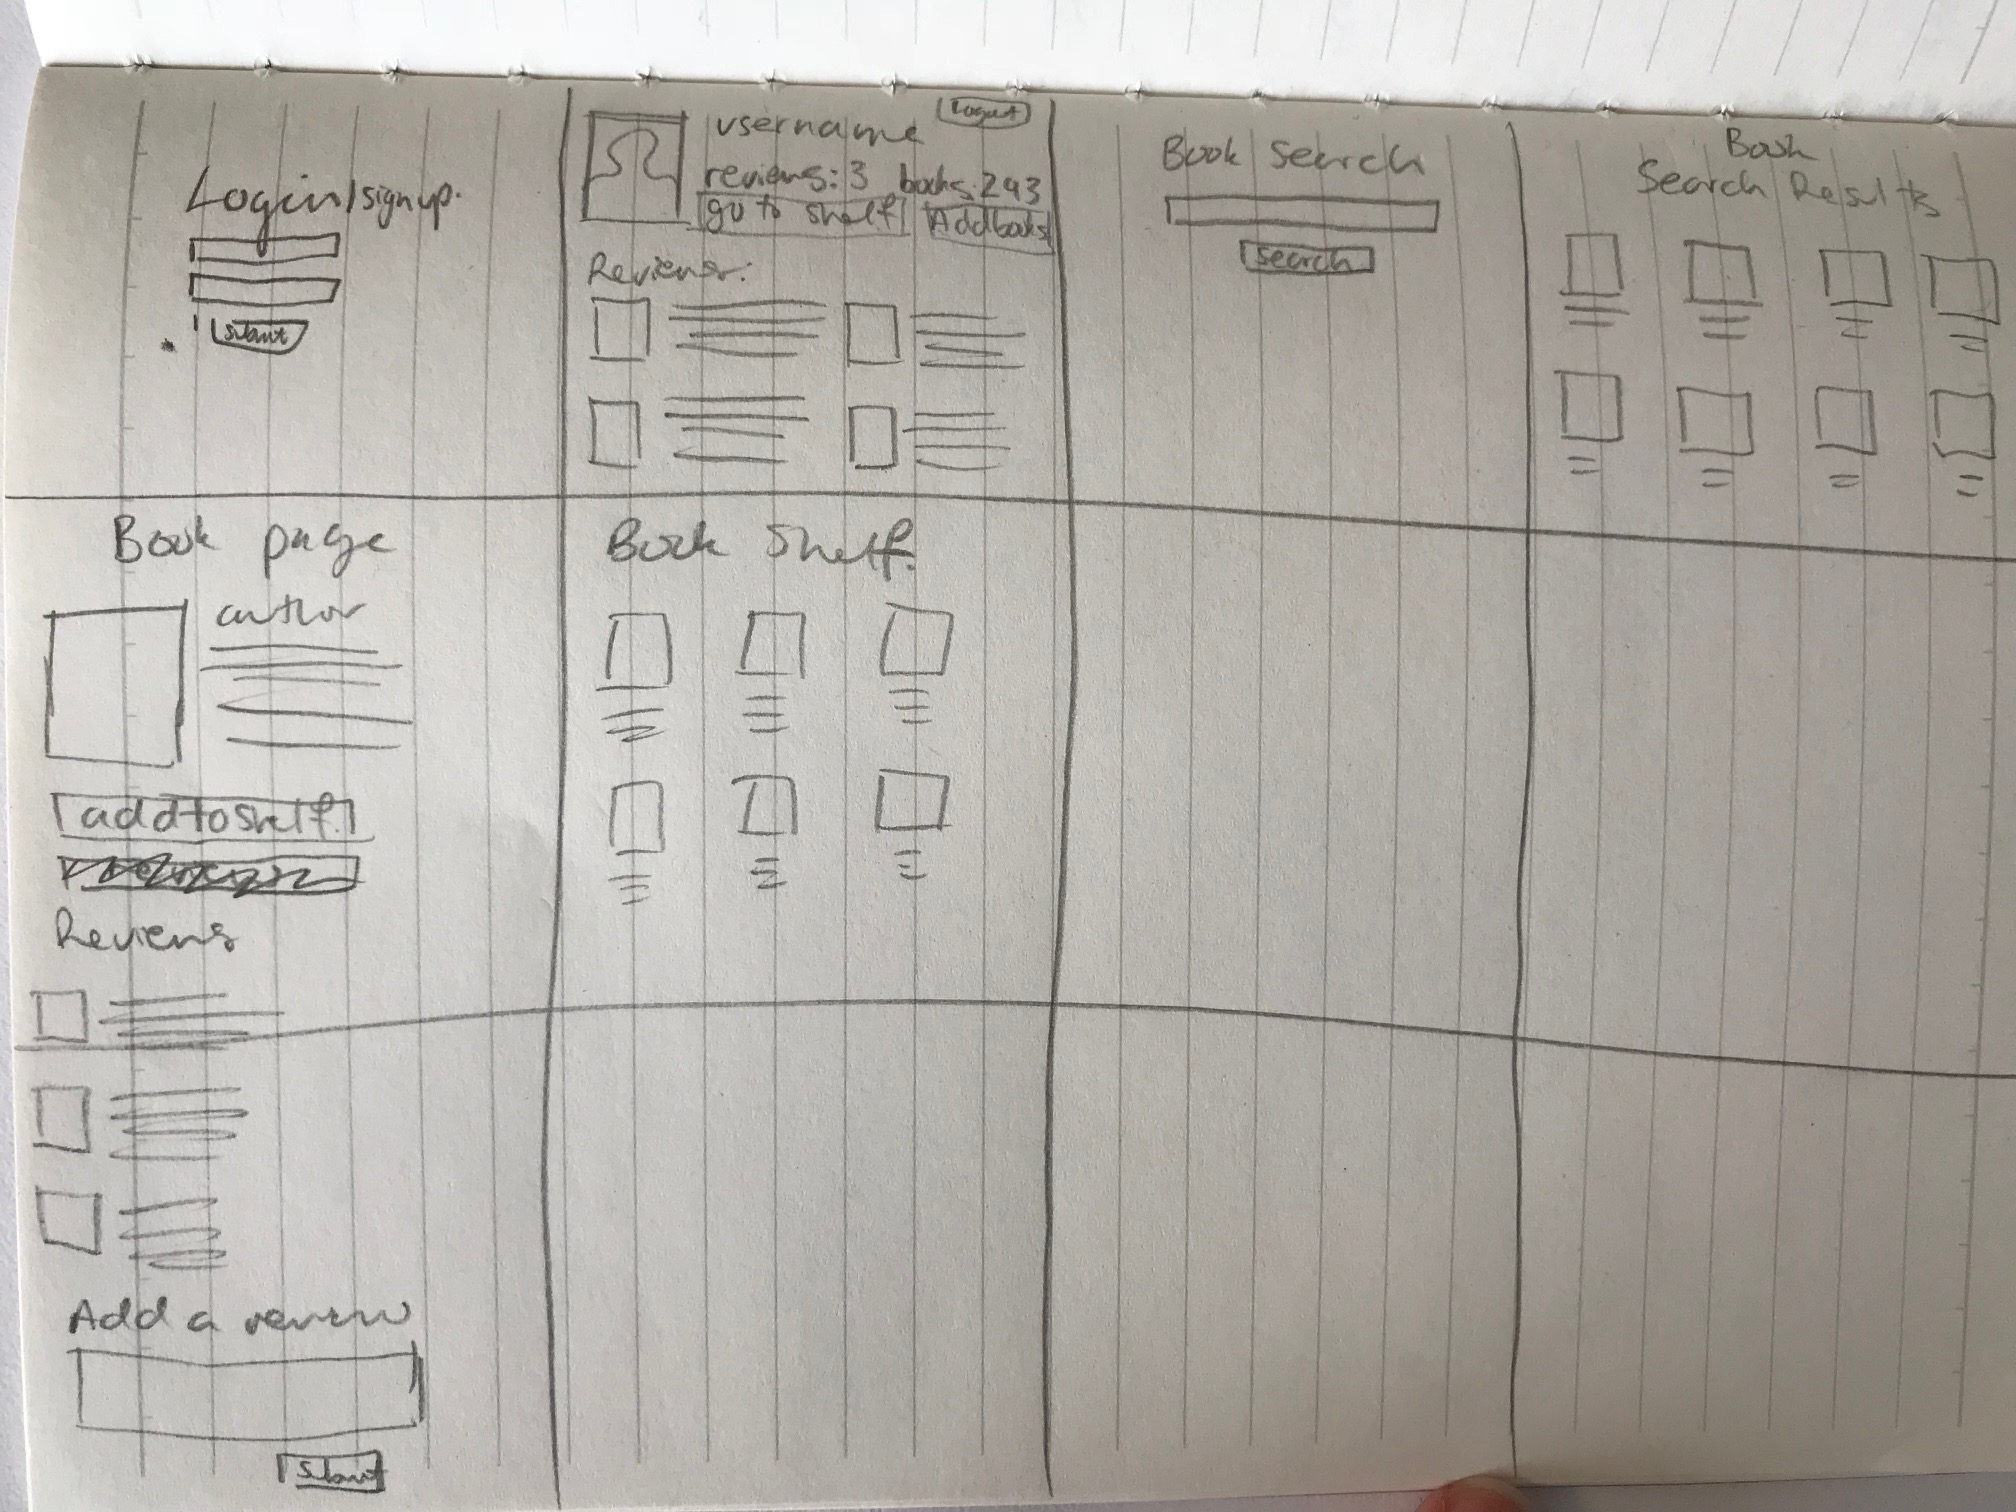 Login/signup.
submit
username
Logout
reviews: 3 books: 243
go to shelf Add books
Reviews:
Book Search
search
Book
Search Results
Book page
author
add to shelf.
Reviews
Book Shelf.
Add a review
submit